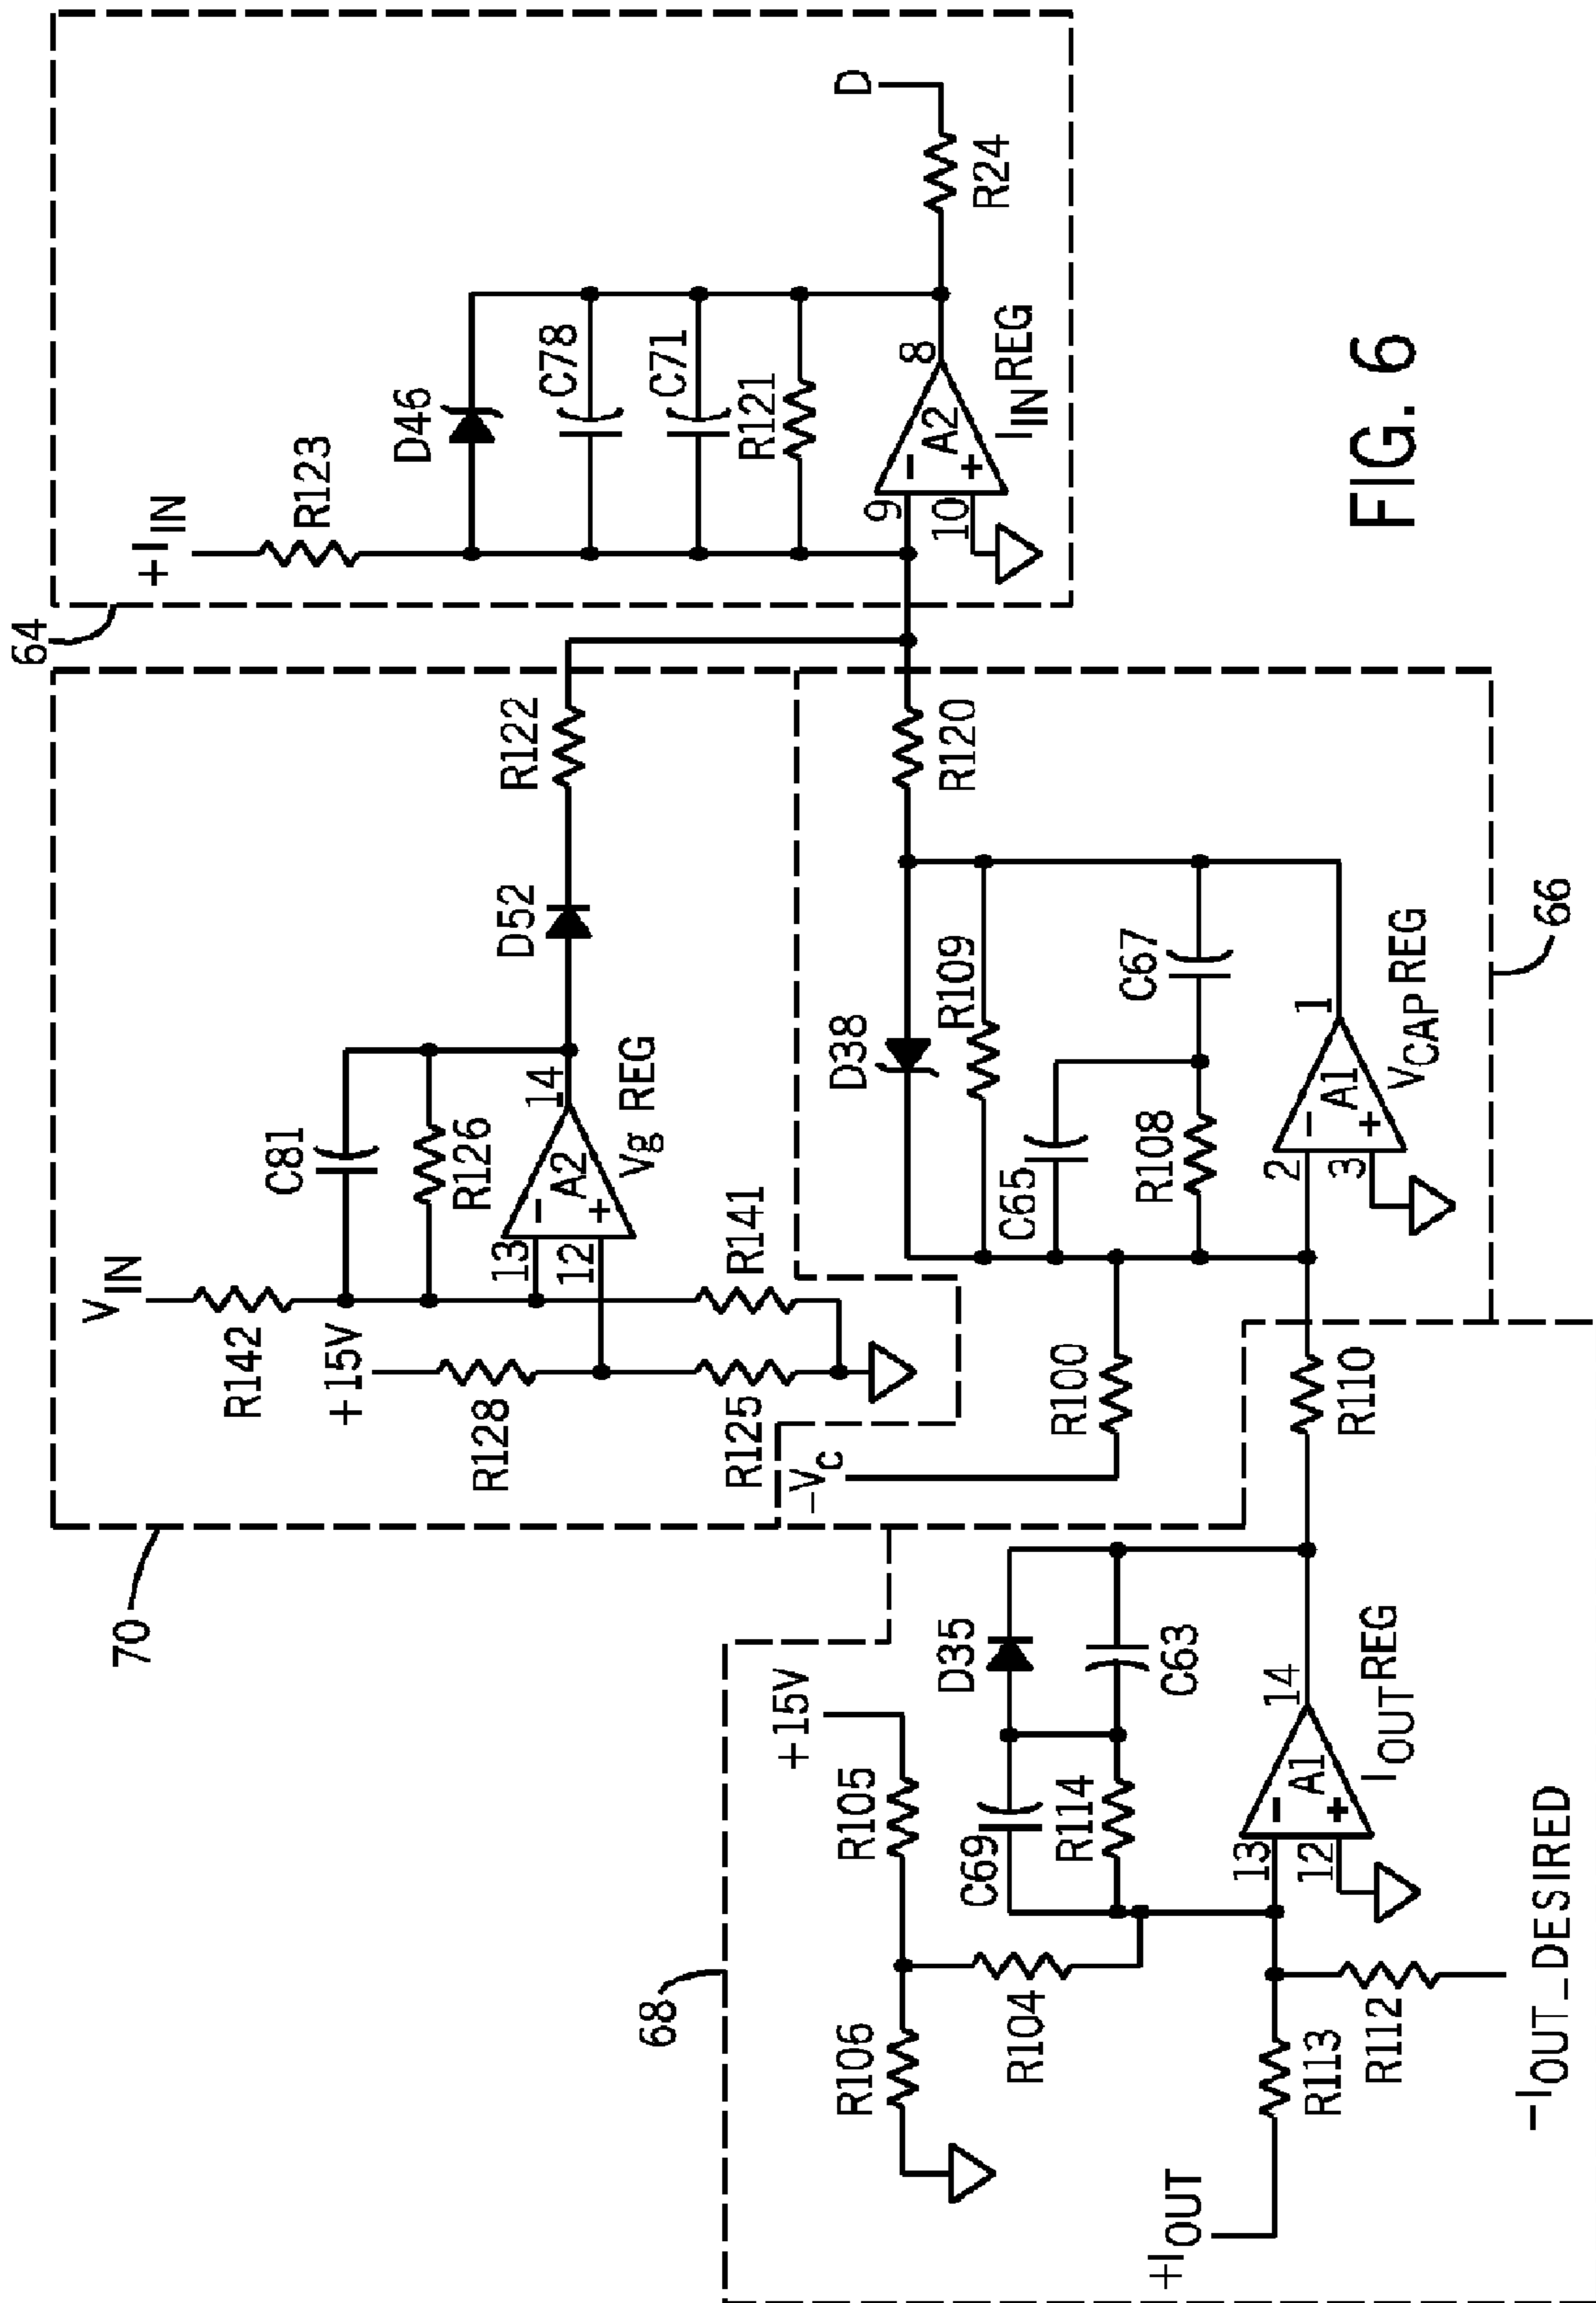 64
+I_IN
R123
D46
C78
C71
R121
9
10
−
+
A2
8
I_IN REG
R24
D
70
V_IN
R142
C81
R126
+15V
R128
R125
R141
13
12
−
+
A2
14
Vg REG
D52
R122
66
−Vc
R100
R110
D38
R109
C65
R108
C67
2
3
−
+
A1
1
V_CAP REG
R120
68
+15V
R105
R106
R104
D35
C69
R114
C63
13
12
−
+
A1
14
I_OUT REG
R113
R112
+I_OUT
−I_OUT_DESIRED
FIG. 6